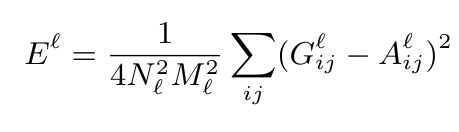 E^ℓ = \frac{1}{4N_ℓ^2 M_ℓ^2} \sum_{ij} (G_{ij}^ℓ − A_{ij}^ℓ)^2